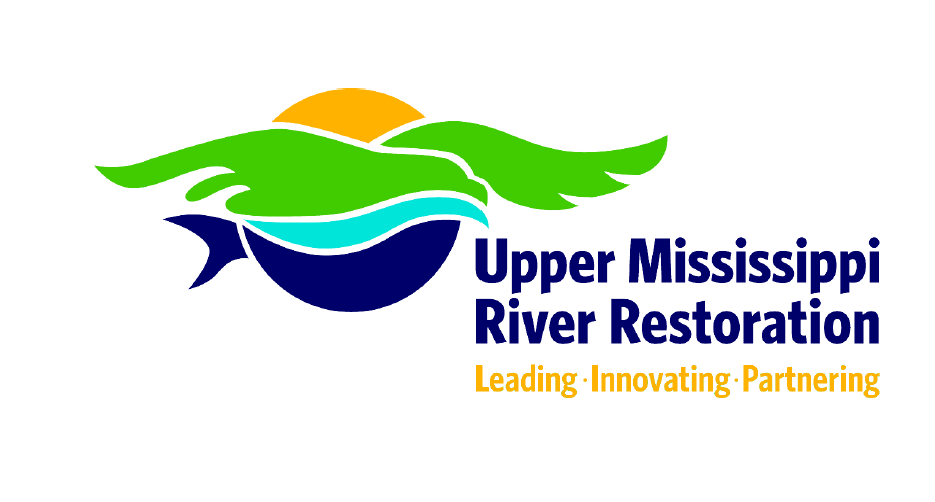 Upper Mississippi
River Restoration
Leading · Innovating · Partnering